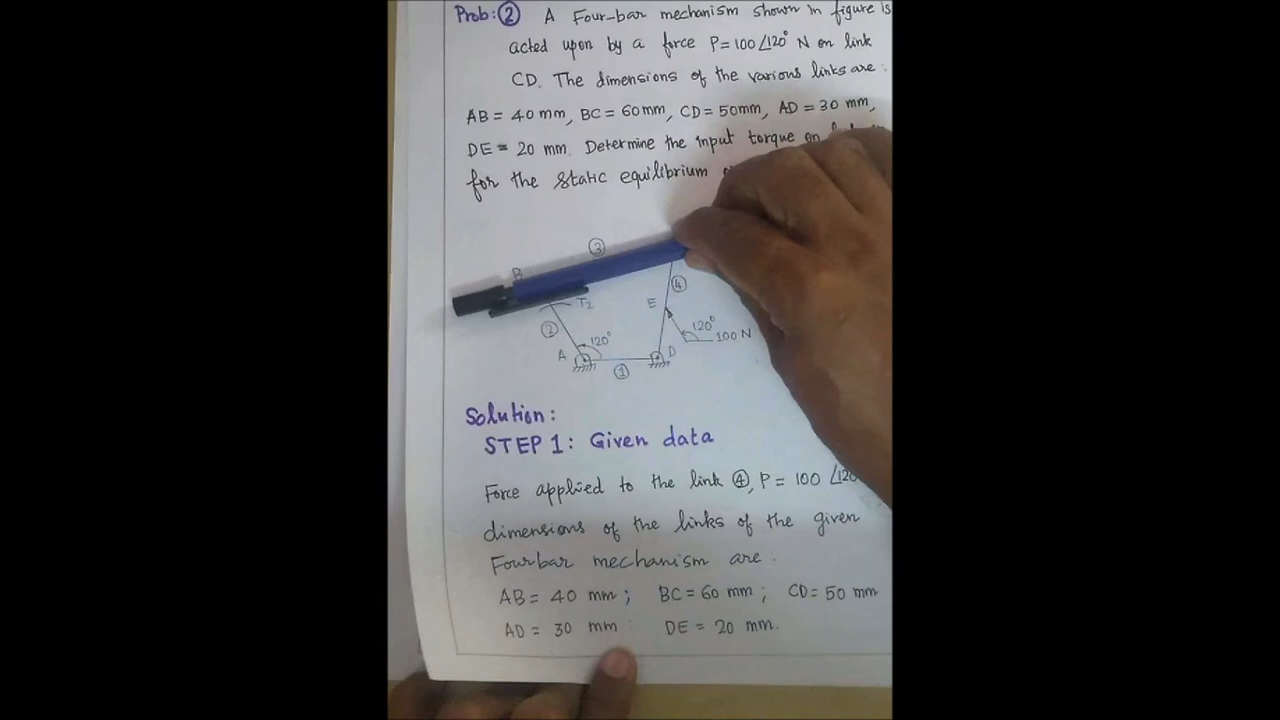 Prob: ② A Four-bar mechanism shown in figure is
acted upon by a force P = 100∠120° N on link
CD. The dimensions of the various links are:
AB = 40 mm, BC = 60mm, CD = 50mm, AD = 30 mm,
DE = 20 mm. Determine the input torque on
for the static equilibrium
③
B
④
T2
E
②
120°
120°
100 N
A
D
①
Solution:
STEP 1: Given data
Force applied to the link ④, P = 100 ∠120
dimensions of the links of the given
Fourbar mechanism are:
AB = 40 mm; BC = 60 mm; CD = 50 mm
AD = 30 mm DE = 20 mm.